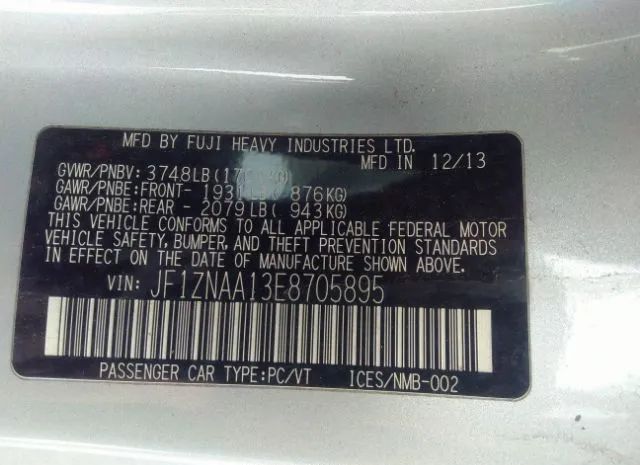 MFD BY FUJI HEAVY INDUSTRIES LTD.
MFD IN 12/13
GVWR/PNBV: 3748LB(
GAWR/PNBE:FRONT- 876KG)
GAWR/PNBE:REAR - 2079LB( 943KG)
THIS VEHICLE CONFORMS TO ALL APPLICABLE FEDERAL MOTOR
VEHICLE SAFETY, BUMPER, AND THEFT PREVENTION STANDARDS
IN EFFECT ON THE DATE OF MANUFACTURE SHOWN ABOVE.
VIN: JF1ZNAA13E8705895
PASSENGER CAR TYPE:PC/VT ICES/NMB-002